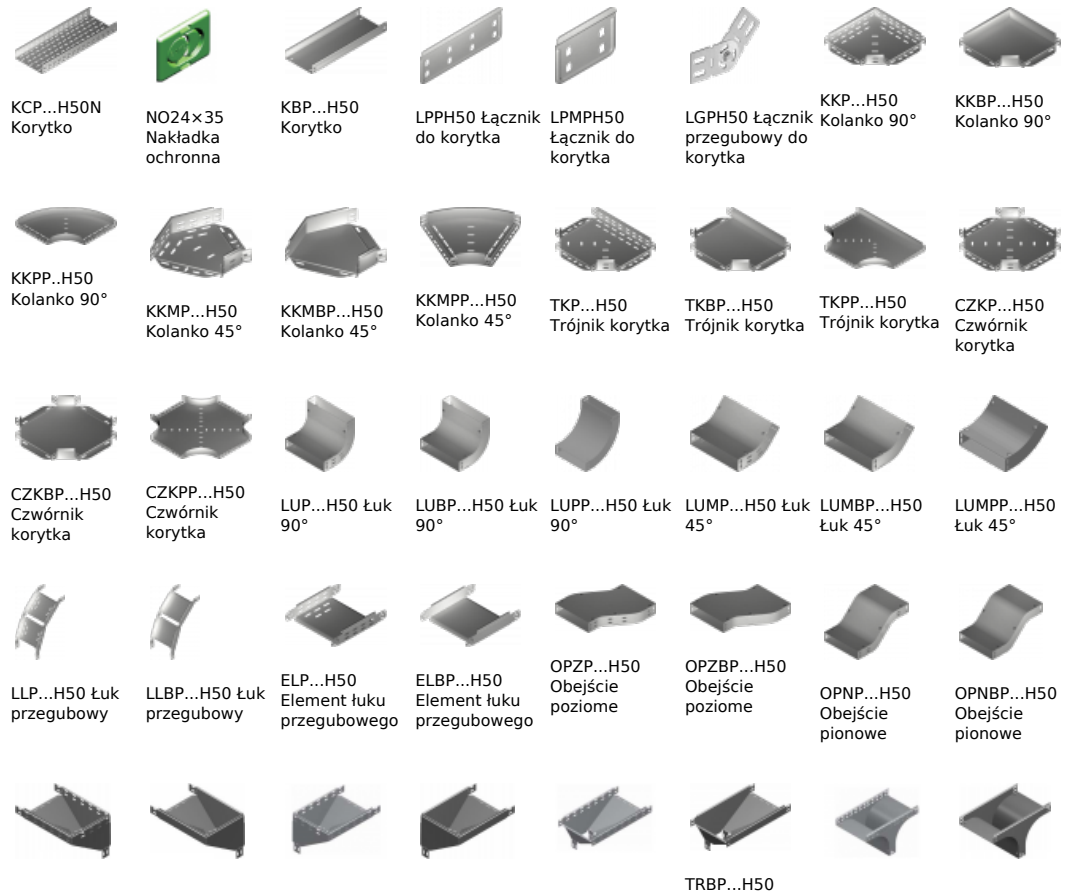 KCP...H50N
Korytko
NO24×35
Nakładka
ochronna
KBP...H50
Korytko
LPPH50 Łącznik
do korytka
LPMPH50
Łącznik do
korytka
LGPH50 Łącznik
przegubowy do
korytka
KKP...H50
Kolanko 90°
KKBP...H50
Kolanko 90°
KKPP..H50
Kolanko 90°
KKMP...H50
Kolanko 45°
KKMBP...H50
Kolanko 45°
KKMPP...H50
Kolanko 45°
TKP...H50
Trójnik korytka
TKBP...H50
Trójnik korytka
TKPP...H50
Trójnik korytka
CZKP...H50
Czwórnik
korytka
CZKBP...H50
Czwórnik
korytka
CZKPP...H50
Czwórnik
korytka
LUP...H50 Łuk
90°
LUBP...H50 Łuk
90°
LUPP...H50 Łuk
90°
LUMP...H50 Łuk
45°
LUMBP...H50
Łuk 45°
LUMPP...H50
Łuk 45°
LLP...H50 Łuk
przegubowy
LLBP...H50 Łuk
przegubowy
ELP...H50
Element łuku
przegubowego
ELBP...H50
Element łuku
przegubowego
OPZP...H50
Obejście
poziome
OPZBP...H50
Obejście
poziome
OPNP...H50
Obejście
pionowe
OPNBP...H50
Obejście
pionowe
TRBP...H50